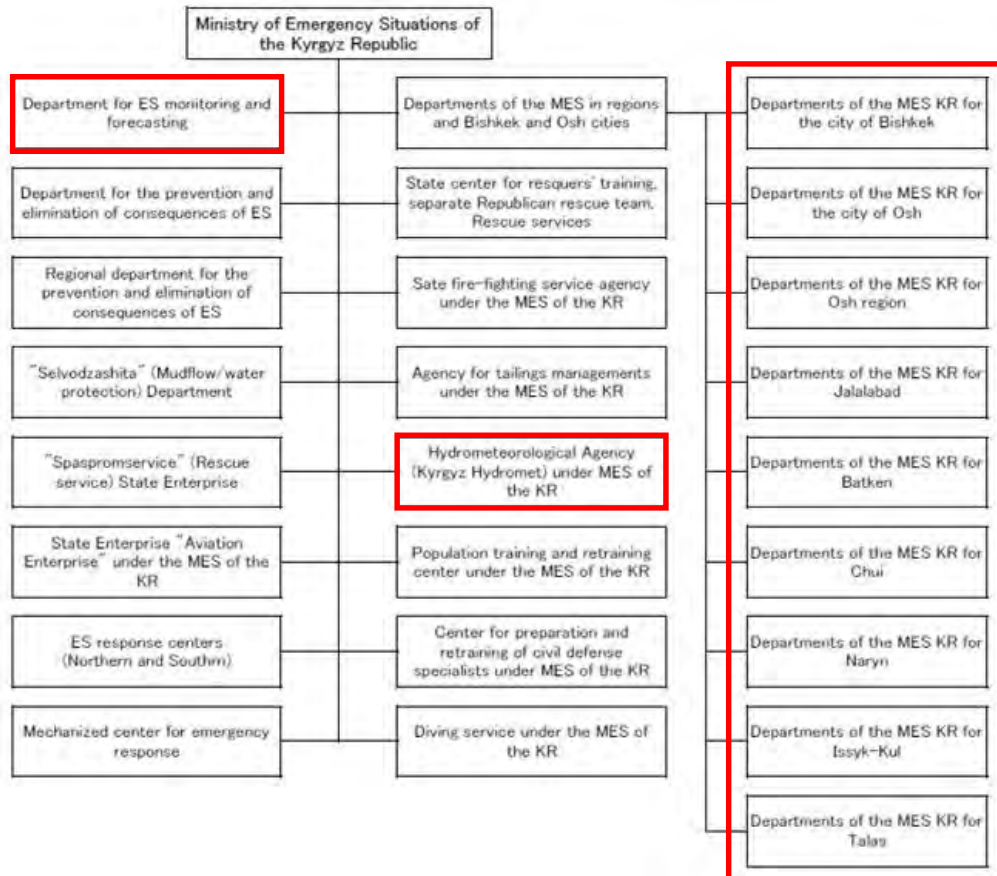 Ministry of Emergency Situations of
the Kyrgyz Republic
Department for ES monitoring and
forecasting
Departments of the MES in regions
and Bishkek and Osh cities
Departments of the MES KR for
the city of Bishkek
Department for the prevention and
elimination of consequences of ES
State center for resquers' training,
separate Republican rescue team,
Rescue services
Departments of the MES KR for
the city of Osh
Regional department for the
prevention and elimination of
consequences of ES
Sate fire-fighting service agency
under the MES of the KR
Departments of the MES KR for
Osh region
"Selvodzashita" (Mudflow/water
protection) Department
Agency for tailings managements
under the MES of the KR
Departments of the MES KR for
Jalalabad
"Spaspromservice" (Rescue
service) State Enterprise
Hydrometeorological Agency
(Kyrgyz Hydromet) under MES of
the KR
Departments of the MES KR for
Batken
State Enterprise "Aviation
Enterprise" under the MES of the
KR
Population training and retraining
center under the MES of the KR
Departments of the MES KR for
Chui
ES response centers
(Northern and Southrn)
Center for preparation and
retraining of civil defense
specialists under MES of the KR
Departments of the MES KR for
Naryn
Mechanized center for emergency
response
Diving service under the MES of
the KR
Departments of the MES KR for
Issyk-Kul
Departments of the MES KR for
Talas